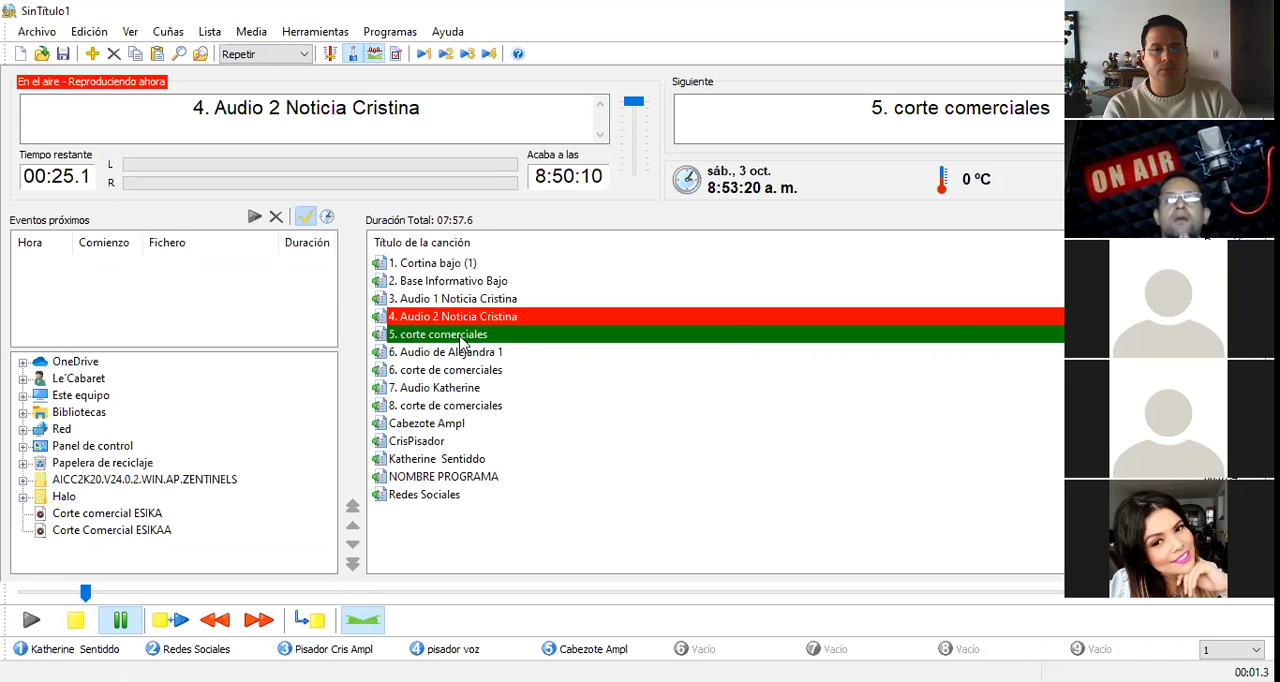 SinTítulo1
Archivo Edición Ver Cuñas Lista Media Herramientas Programas Ayuda
Repetir 1 2 3 4
En el aire - Reproduciendo ahora
4. Audio 2 Noticia Cristina
Siguiente
5. corte comerciales
Tiempo restante
00:25.1
L
R
Acaba a las
8:50:10
sáb., 3 oct.
8:53:20 a. m.
0 ºC
ON AIR
Eventos próximos
Hora Comienzo Fichero Duración
Duración Total: 07:57.6
Título de la canción
1. Cortina bajo (1)
2. Base Informativo Bajo
3. Audio 1 Noticia Cristina
4. Audio 2 Noticia Cristina
5. corte comerciales
6. Audio de Alejandra 1
6. corte de comerciales
7. Audio Katherine
8. corte de comerciales
Cabezote Ampl
CrisPisador
Katherine Sentiddo
NOMBRE PROGRAMA
Redes Sociales
OneDrive
Le´Cabaret
Este equipo
Bibliotecas
Red
Panel de control
Papelera de reciclaje
AICC2K20.V24.0.2.WIN.AP.ZENTINELS
Halo
Corte comercial ESIKA
Corte Comercial ESIKAA
1 Katherine Sentiddo 2 Redes Sociales 3 Pisador Cris Ampl 4 pisador voz 5 Cabezote Ampl 6 Vacío 7 Vacío 8 Vacío 9 Vacío 1
00:01.3